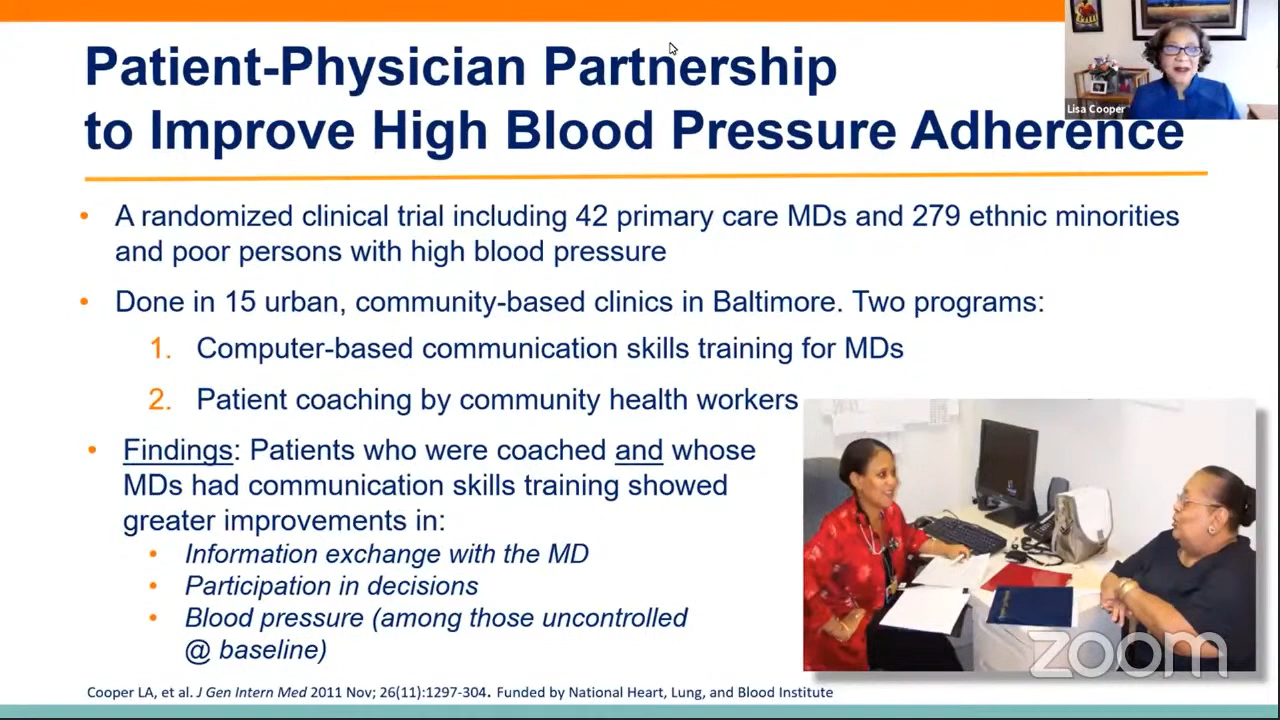 Patient-Physician Partnership
to Improve High Blood Pressure Adherence
Lisa Cooper
• A randomized clinical trial including 42 primary care MDs and 279 ethnic minorities
and poor persons with high blood pressure
• Done in 15 urban, community-based clinics in Baltimore. Two programs:
1. Computer-based communication skills training for MDs
2. Patient coaching by community health workers
• Findings: Patients who were coached and whose
MDs had communication skills training showed
greater improvements in:
• Information exchange with the MD
• Participation in decisions
• Blood pressure (among those uncontrolled
@ baseline)
zoom
Cooper LA, et al. J Gen Intern Med 2011 Nov; 26(11):1297-304. Funded by National Heart, Lung, and Blood Institute